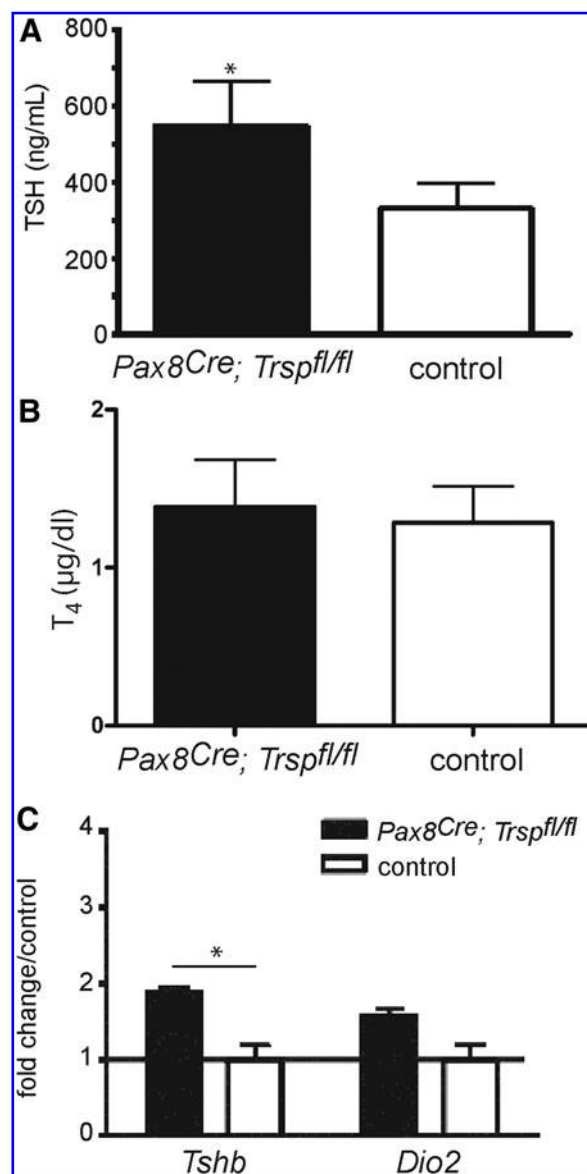 A
800
600
400
200
0
TSH (ng/mL)
*
Pax8Cre; Trspfl/fl control
B
2
1
0
T4 (µg/dl)
Pax8Cre; Trspfl/fl control
C
4
3
2
1
0
fold change/control
Pax8Cre; Trspfl/fl
control
*
Tshb Dio2